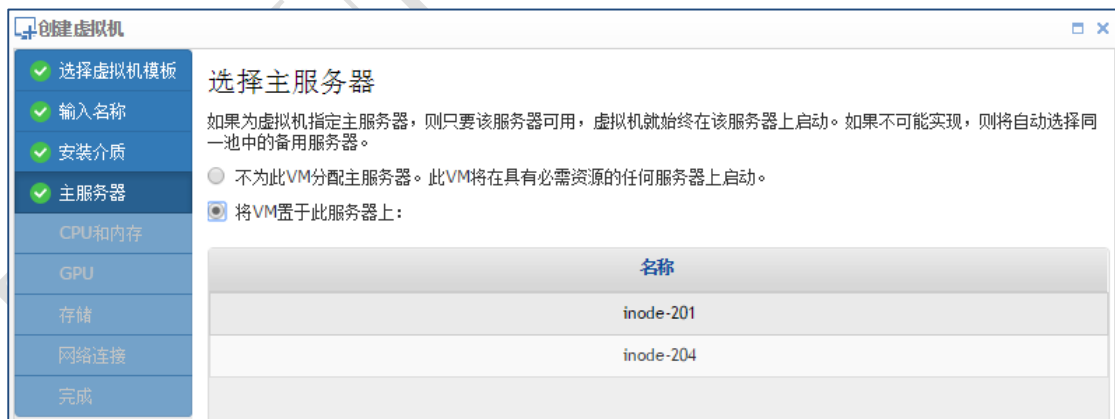 创建虚拟机
选择虚拟机模板
输入名称
安装介质
主服务器
CPU和内存
GPU
存储
网络连接
完成
选择主服务器
如果为虚拟机指定主服务器，则只要该服务器可用，虚拟机就始终在该服务器上启动。如果不可能实现，则将自动选择同
一池中的备用服务器。
不为此VM分配主服务器。此VM将在具有必需资源的任何服务器上启动。
将VM置于此服务器上：
名称
inode-201
inode-204